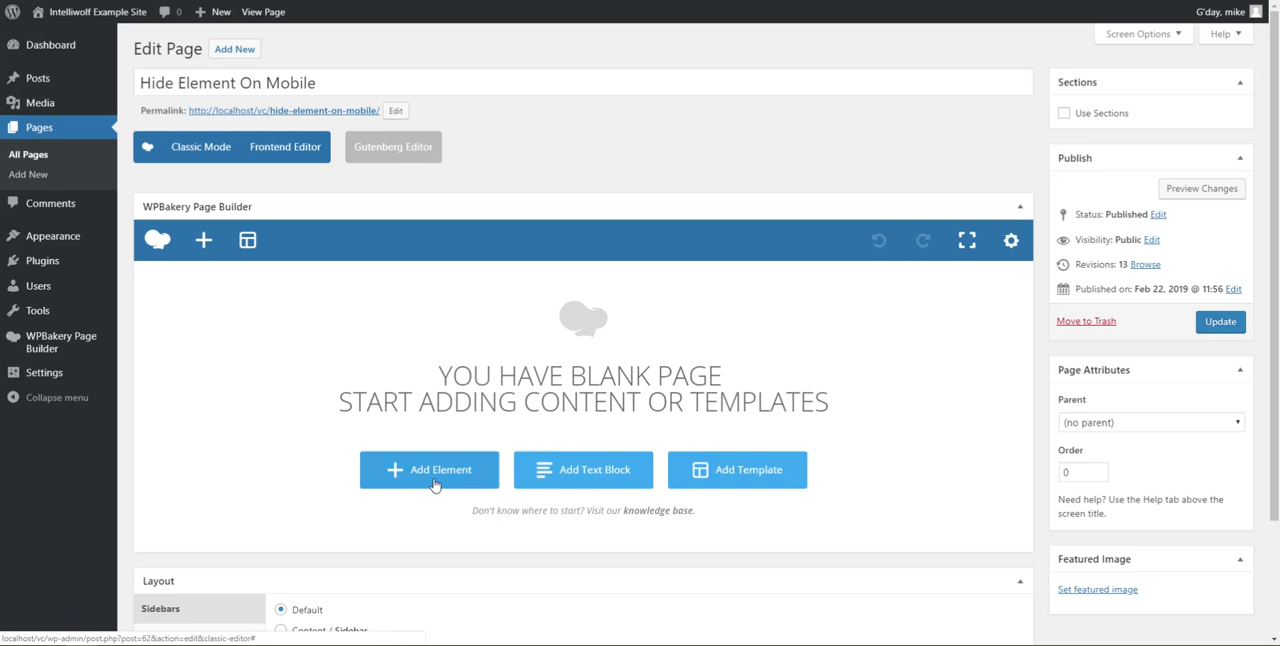 Intelliwolf Example Site 0 New View Page G'day, mike
Screen Options ▼ Help ▼
Dashboard
Posts
Media
Pages
All Pages
Add New
Comments
Appearance
Plugins
Users
Tools
WPBakery Page
Builder
Settings
Collapse menu
Edit Page Add New
Hide Element On Mobile
Permalink: http://localhost/vc/hide-element-on-mobile/ Edit
Classic Mode Frontend Editor Gutenberg Editor
WPBakery Page Builder
YOU HAVE BLANK PAGE
START ADDING CONTENT OR TEMPLATES
Add Element Add Text Block Add Template
Don't know where to start? Visit our knowledge base.
Layout
Sidebars
Default
Content / Sidebar
Sections
Use Sections
Publish
Preview Changes
Status: Published Edit
Visibility: Public Edit
Revisions: 13 Browse
Published on: Feb 22, 2019 @ 11:56 Edit
Move to Trash Update
Page Attributes
Parent
(no parent)
Order
0
Need help? Use the Help tab above the
screen title.
Featured Image
Set featured image
localhost/vc/wp-admin/post.php?post=62&action=edit&classic-editor#